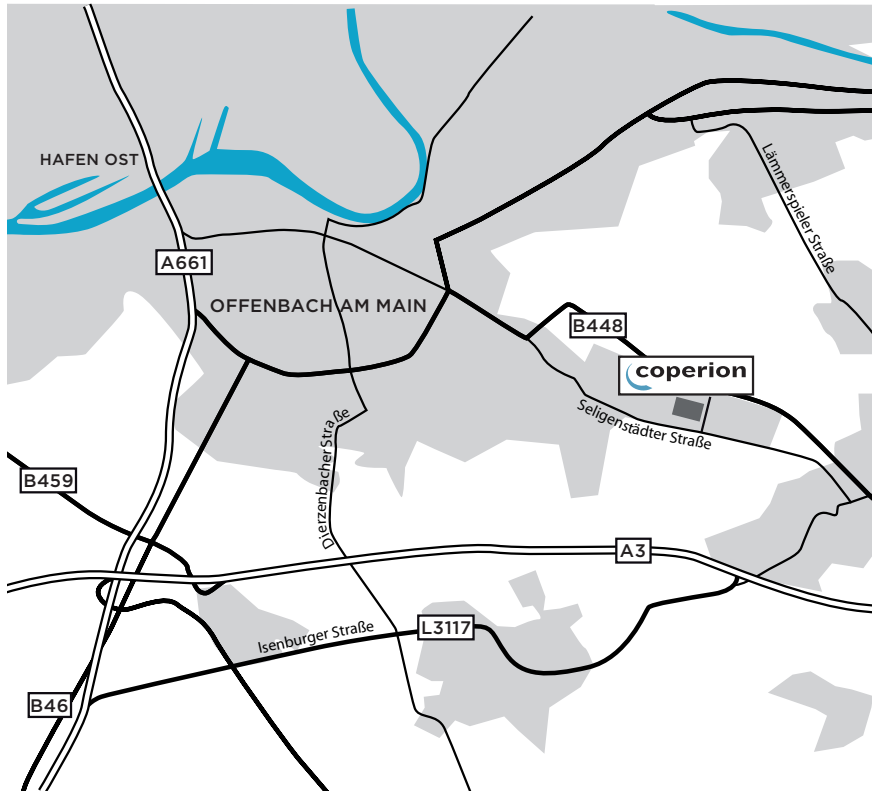 HAFEN OST
Lämmerspieler Straße
A661
OFFENBACH AM MAIN
B448
coperion
Seligenstädter Straße
Dierzenbacher Straße
B459
A3
Isenburger Straße
L3117
B46